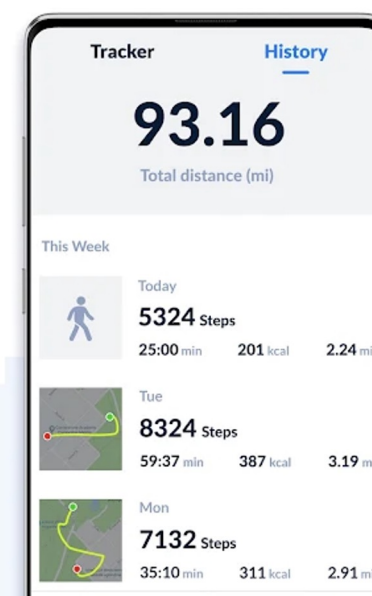 Tracker History
93.16
Total distance (mi)
This Week
Today
5324 Steps
25:00 min 201 kcal 2.24 mi
Tue
8324 Steps
59:37 min 387 kcal 3.19 m
Mon
7132 Steps
35:10 min 311 kcal 2.91 m